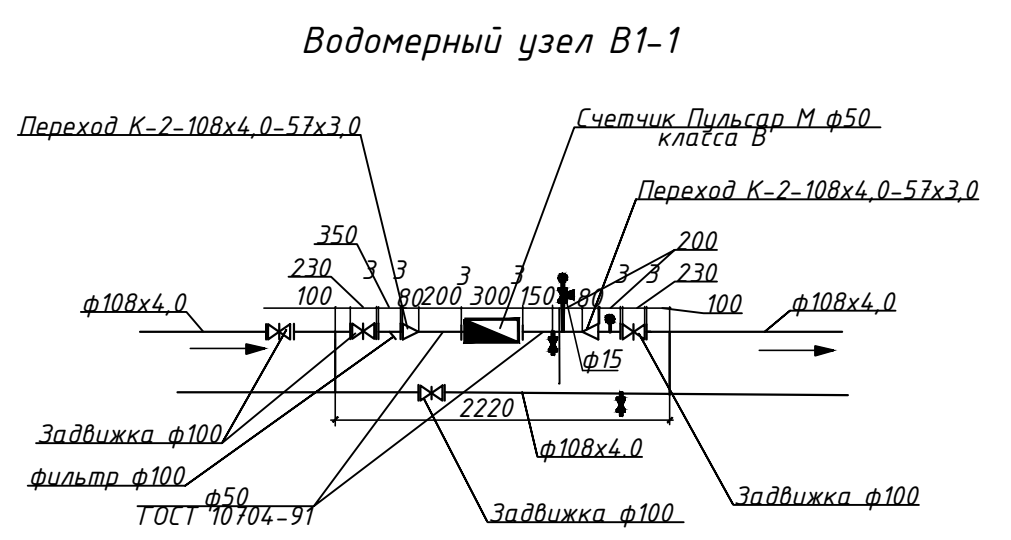 Водомерный узел В1-1
Переход К-2-108х4,0-57х3,0
Счетчик Пульсар М ф50
класса В
Переход К-2-108х4,0-57х3,0
350
200
230
3
3
3
3
3
3
230
100
80
200
300
150
80
100
ф108х4,0
ф108х4,0
ф15
2220
Задвижка ф100
ф108х4.0
фильтр ф100
ф50
ГОСТ 10704-91
Задвижка ф100
Задвижка ф100